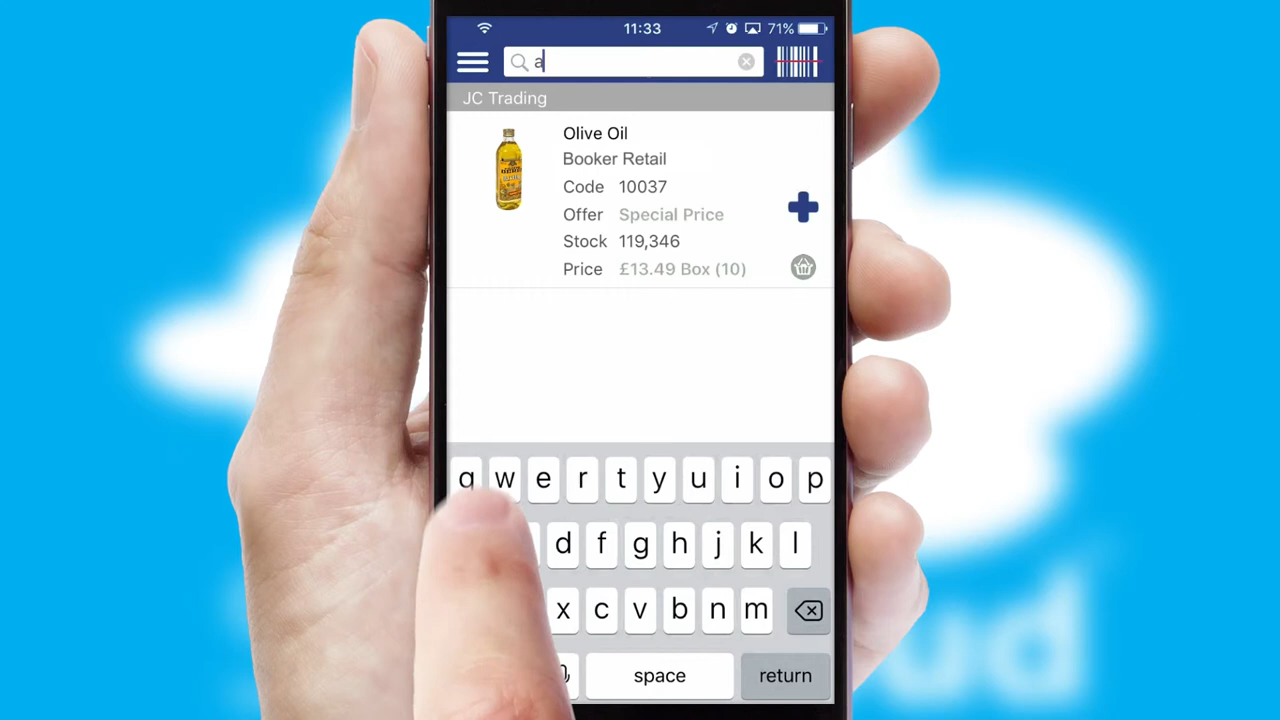 11:33 71%
a
JC Trading
Olive Oil
Booker Retail
Code 10037
Offer Special Price
Stock 119,346
Price £13.49 Box (10)
q w e r t y u i o p
d f g h j k l
x c v b n m
space return
ud